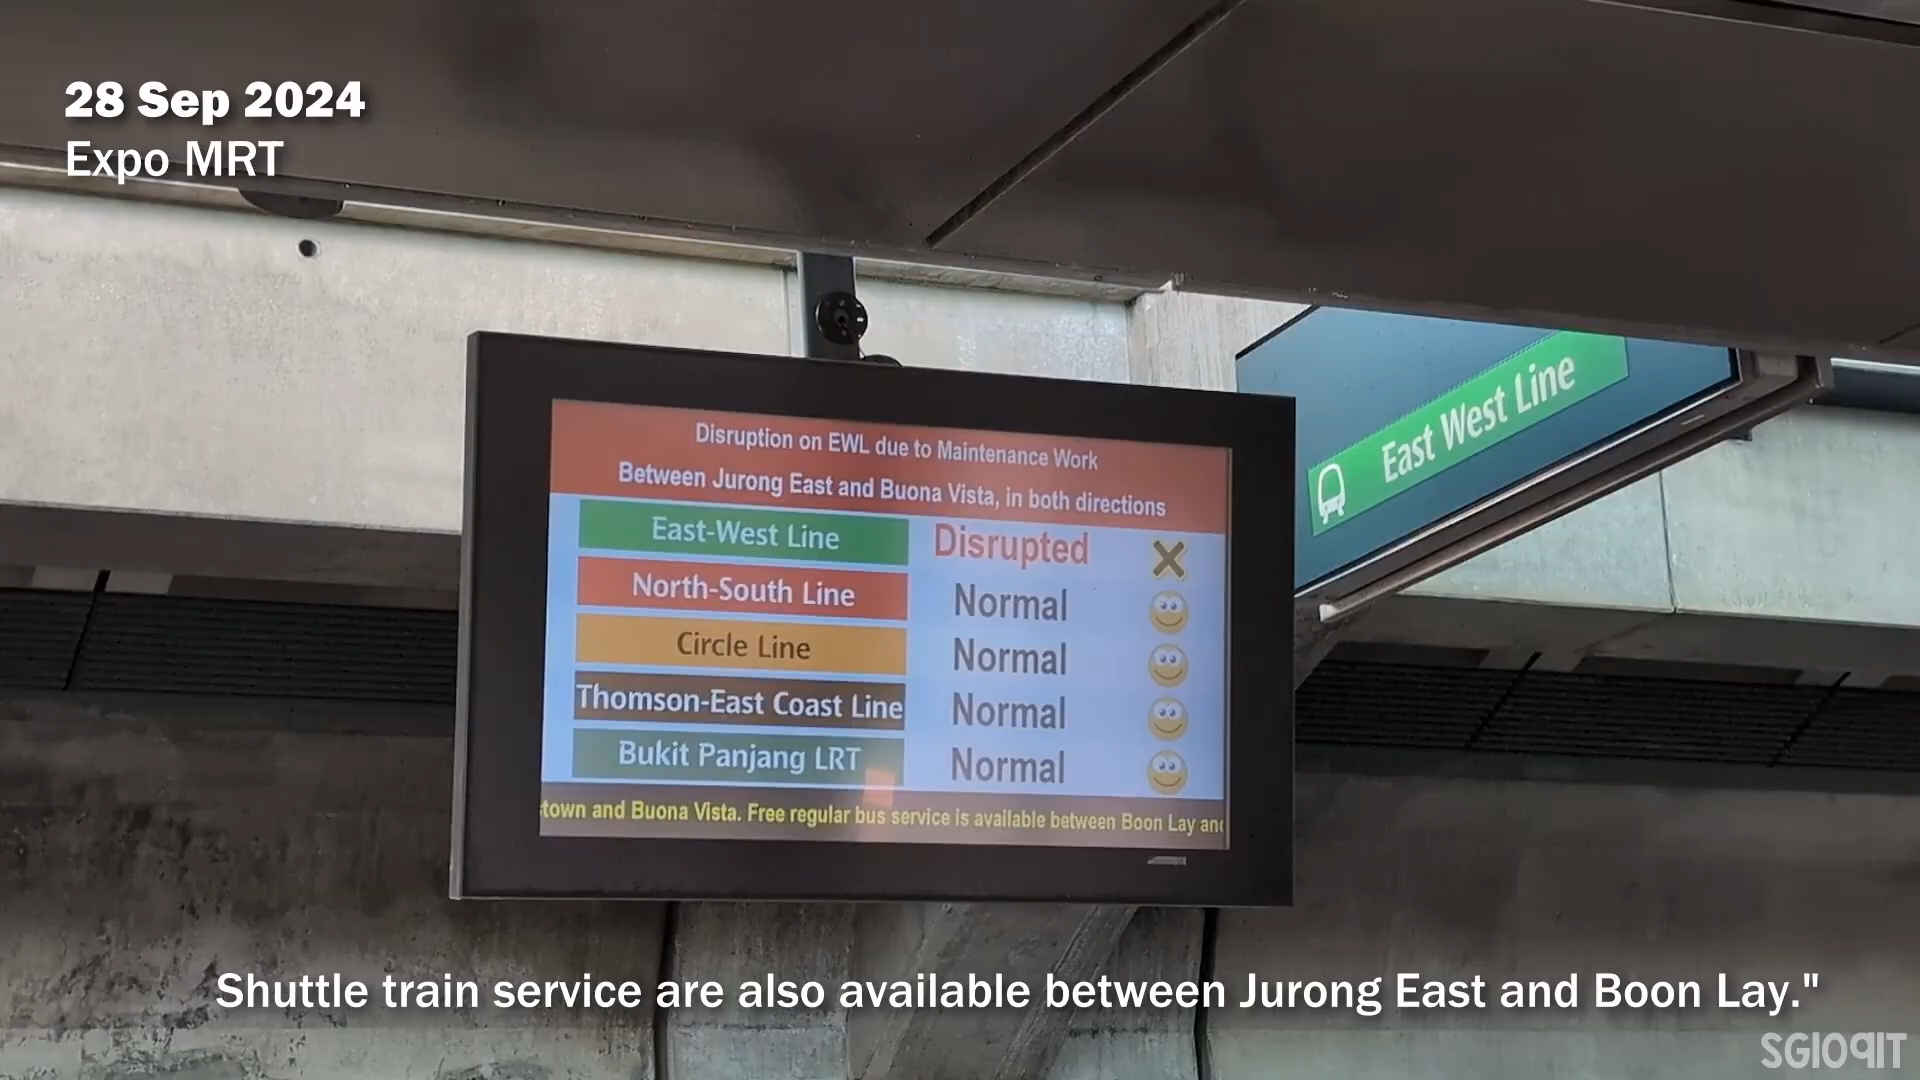 28 Sep 2024
Expo MRT
East West Line
Disruption on EWL due to Maintenance Work
Between Jurong East and Buona Vista, in both directions
East-West Line Disrupted
North-South Line Normal
Circle Line Normal
Thomson-East Coast Line Normal
Bukit Panjang LRT Normal
town and Buona Vista. Free regular bus service is available between Boon Lay and
Shuttle train service are also available between Jurong East and Boon Lay."